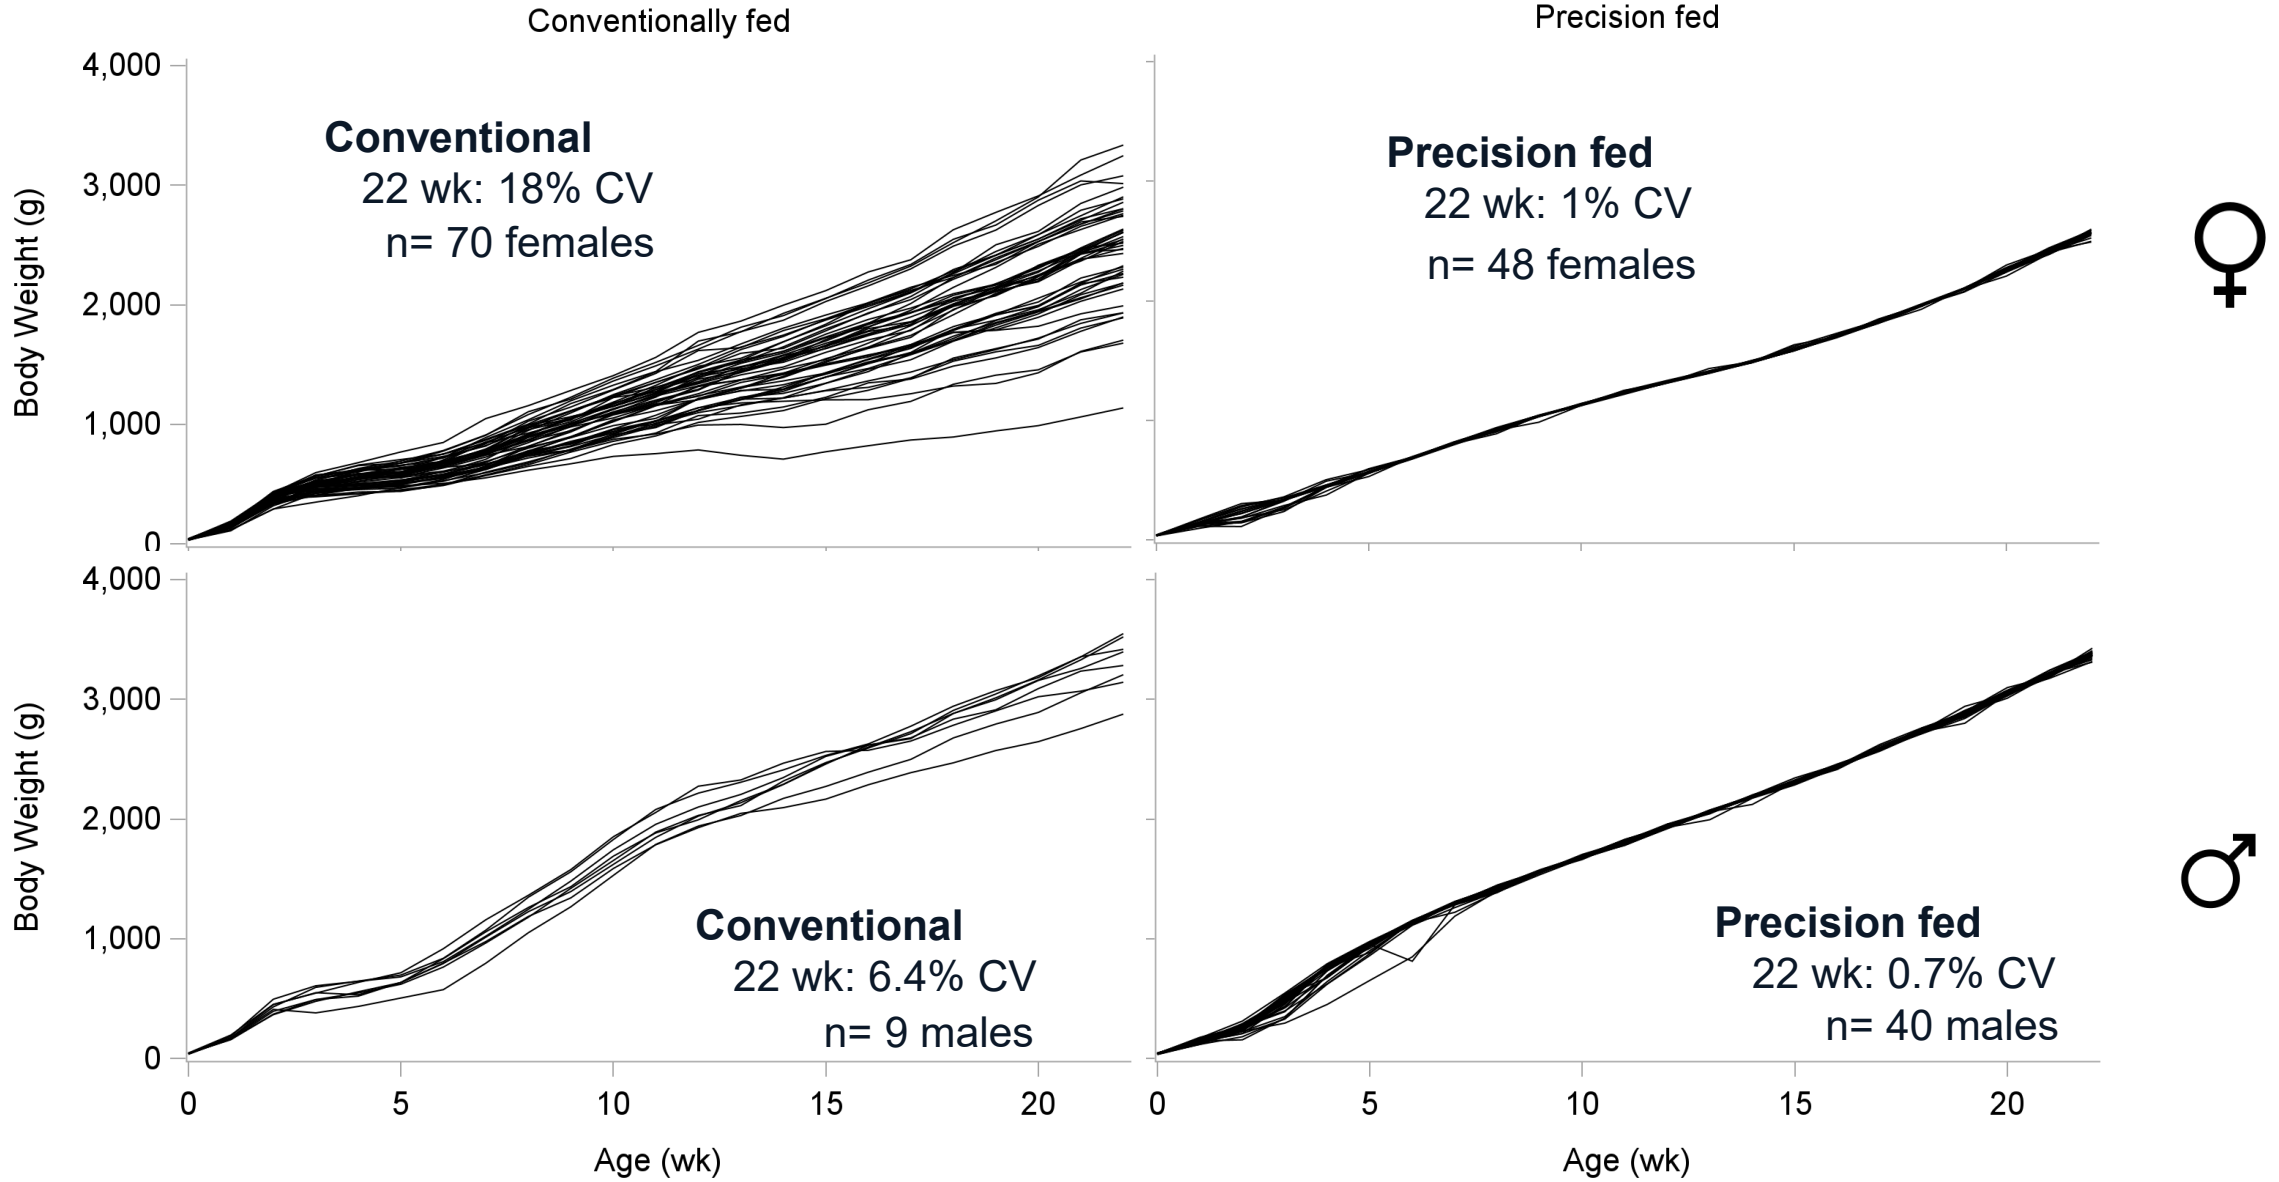 Conventionally fed
Precision fed
4,000
3,000
2,000
1,000
0
Body Weight (g)
Conventional
22 wk: 18% CV
n= 70 females
Precision fed
22 wk: 1% CV
n= 48 females
4,000
3,000
2,000
1,000
0
Body Weight (g)
Conventional
22 wk: 6.4% CV
n= 9 males
Precision fed
22 wk: 0.7% CV
n= 40 males
0 5 10 15 20
0 5 10 15 20
Age (wk)
Age (wk)